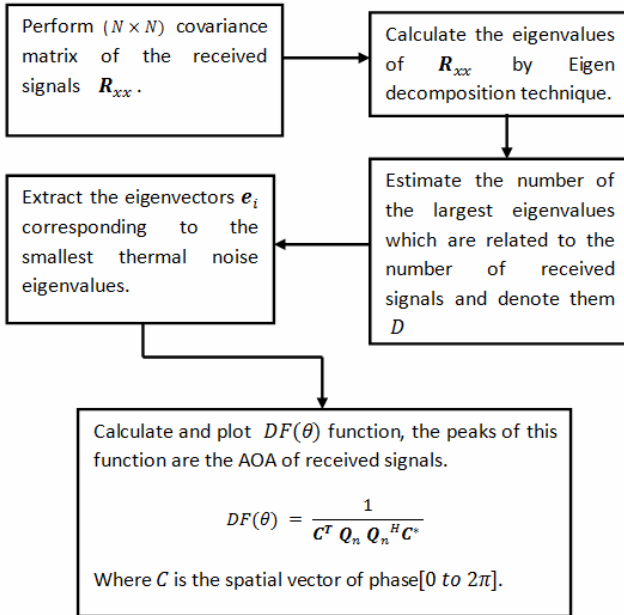 Perform (N × N) covariance
matrix of the received
signals R_xx .
Calculate the eigenvalues
of R_xx by Eigen
decomposition technique.
Estimate the number of
the largest eigenvalues
which are related to the
number of received
signals and denote them
D
Extract the eigenvectors e_i
corresponding to the
smallest thermal noise
eigenvalues.
Calculate and plot DF(θ) function, the peaks of this
function are the AOA of received signals.
DF(θ) = 1 / (C^T Q_n Q_n^H C^*)
Where C is the spatial vector of phase[0 to 2π].